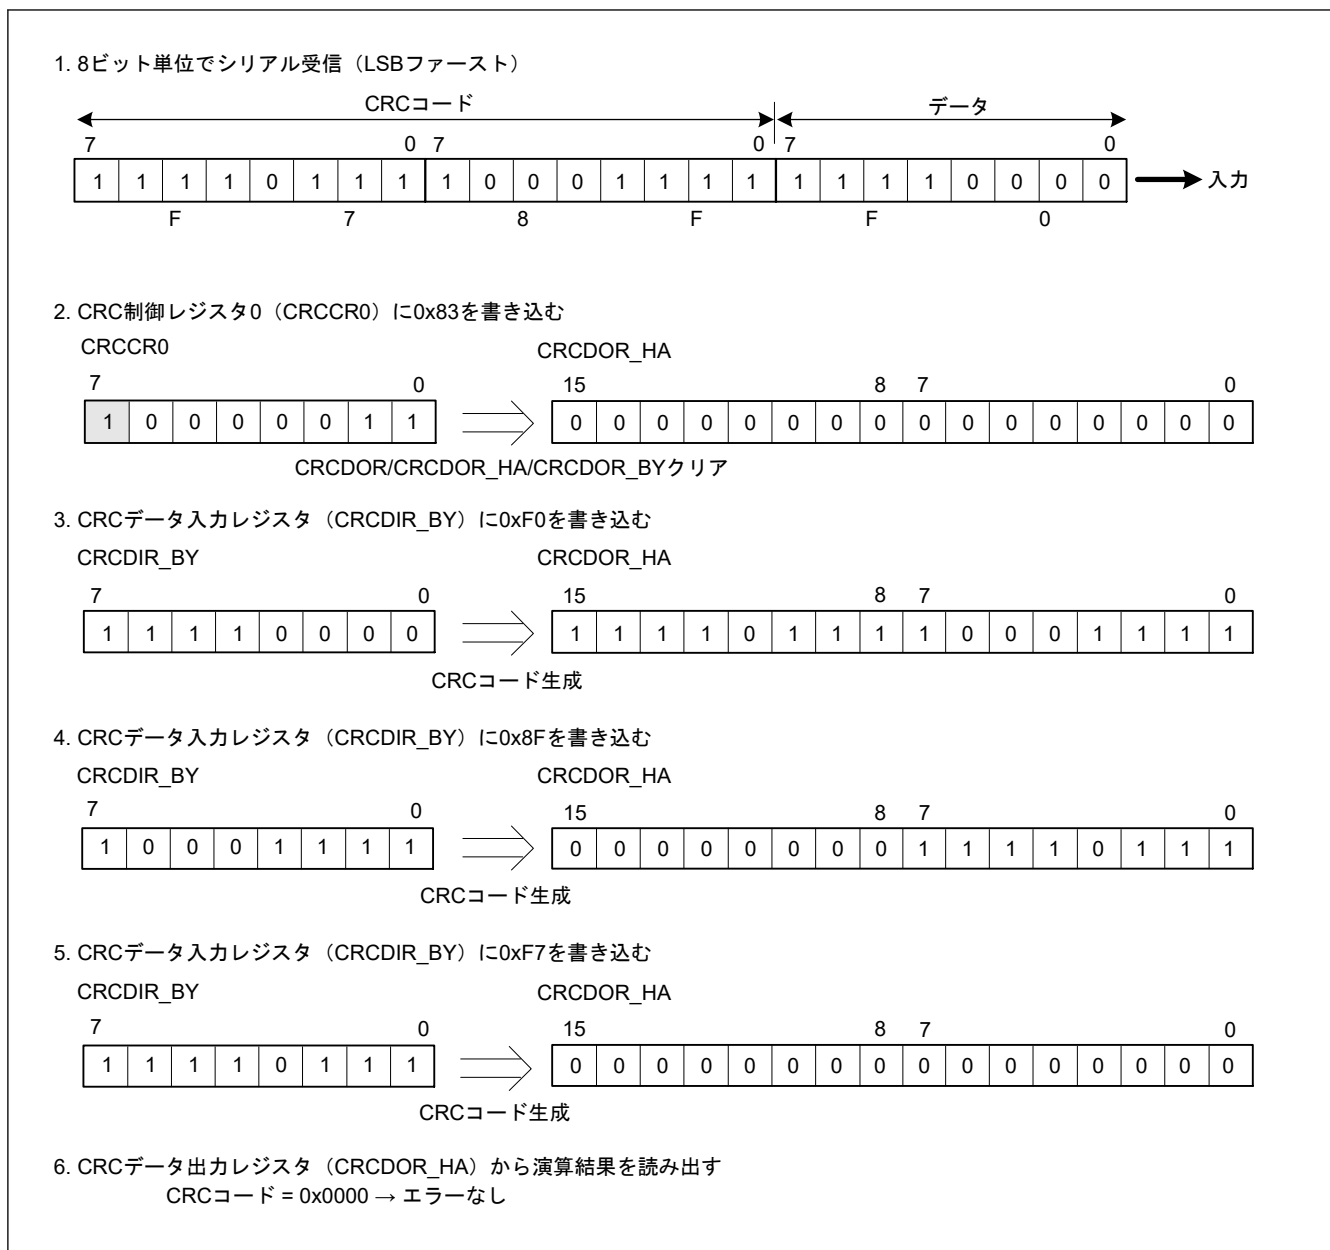 1. 8ビット単位でシリアル受信（LSBファースト）
CRCコード データ
7 0 7 0 7 0
1 1 1 1 0 1 1 1 1 0 0 0 1 1 1 1 1 1 1 1 0 0 0 0 入力
F 7 8 F F 0
2. CRC制御レジスタ0（CRCCR0）に0x83を書き込む
CRCCR0 CRCDOR_HA
7 0 15 8 7 0
1 0 0 0 0 0 1 1 0 0 0 0 0 0 0 0 0 0 0 0 0 0 0 0
CRCDOR/CRCDOR_HA/CRCDOR_BYクリア
3. CRCデータ入力レジスタ（CRCDIR_BY）に0xF0を書き込む
CRCDIR_BY CRCDOR_HA
7 0 15 8 7 0
1 1 1 1 0 0 0 0 1 1 1 1 0 1 1 1 1 0 0 0 1 1 1 1
CRCコード生成
4. CRCデータ入力レジスタ（CRCDIR_BY）に0x8Fを書き込む
CRCDIR_BY CRCDOR_HA
7 0 15 8 7 0
1 0 0 0 1 1 1 1 0 0 0 0 0 0 0 0 1 1 1 1 0 1 1 1
CRCコード生成
5. CRCデータ入力レジスタ（CRCDIR_BY）に0xF7を書き込む
CRCDIR_BY CRCDOR_HA
7 0 15 8 7 0
1 1 1 1 0 1 1 1 0 0 0 0 0 0 0 0 0 0 0 0 0 0 0 0
CRCコード生成
6. CRCデータ出力レジスタ（CRCDOR_HA）から演算結果を読み出す
CRCコード = 0x0000 → エラーなし